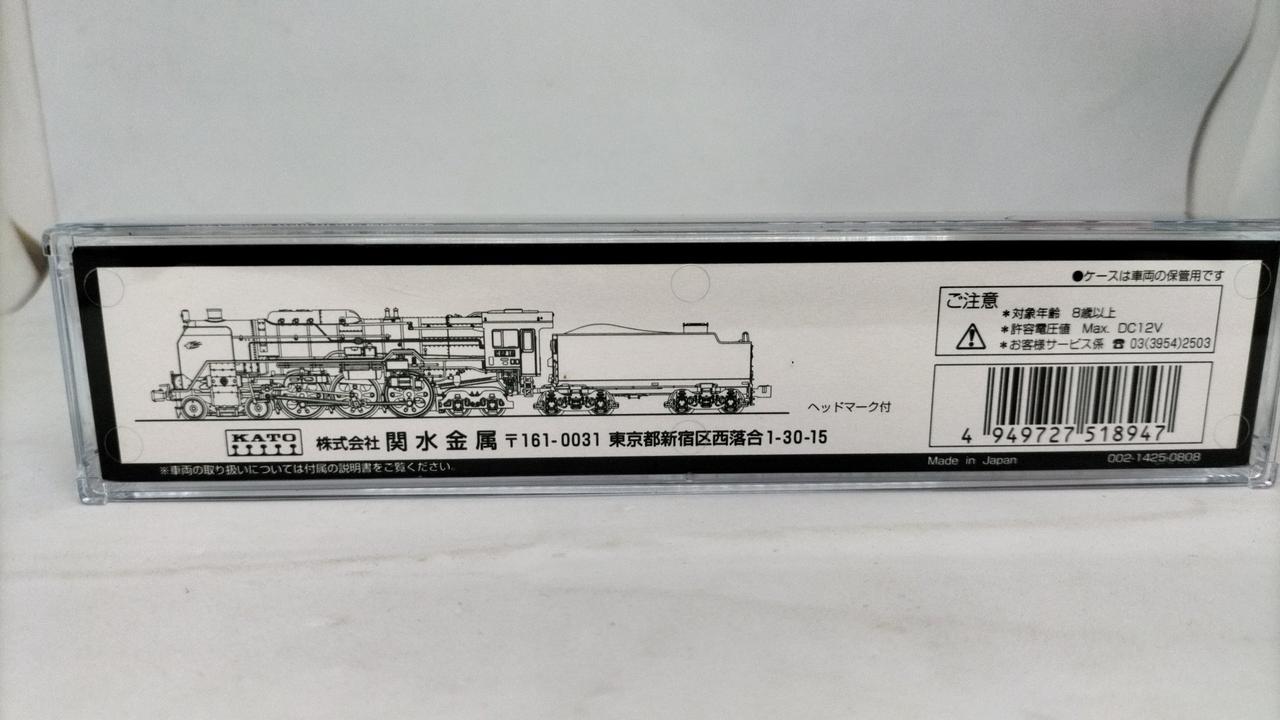 ●ケースは車両の保管用です
ご注意
＊対象年齢 8歳以上
＊許容電圧値 Max. DC12V
＊お客様サービス係 ☎ 03(3954)2503
ヘッドマーク付
4 949727 518947
KATO
株式会社 関水金属 〒161-0031 東京都新宿区西落合1-30-15
※車両の取り扱いについては付属の説明書をご覧ください。
Made in Japan
002-1425-0808